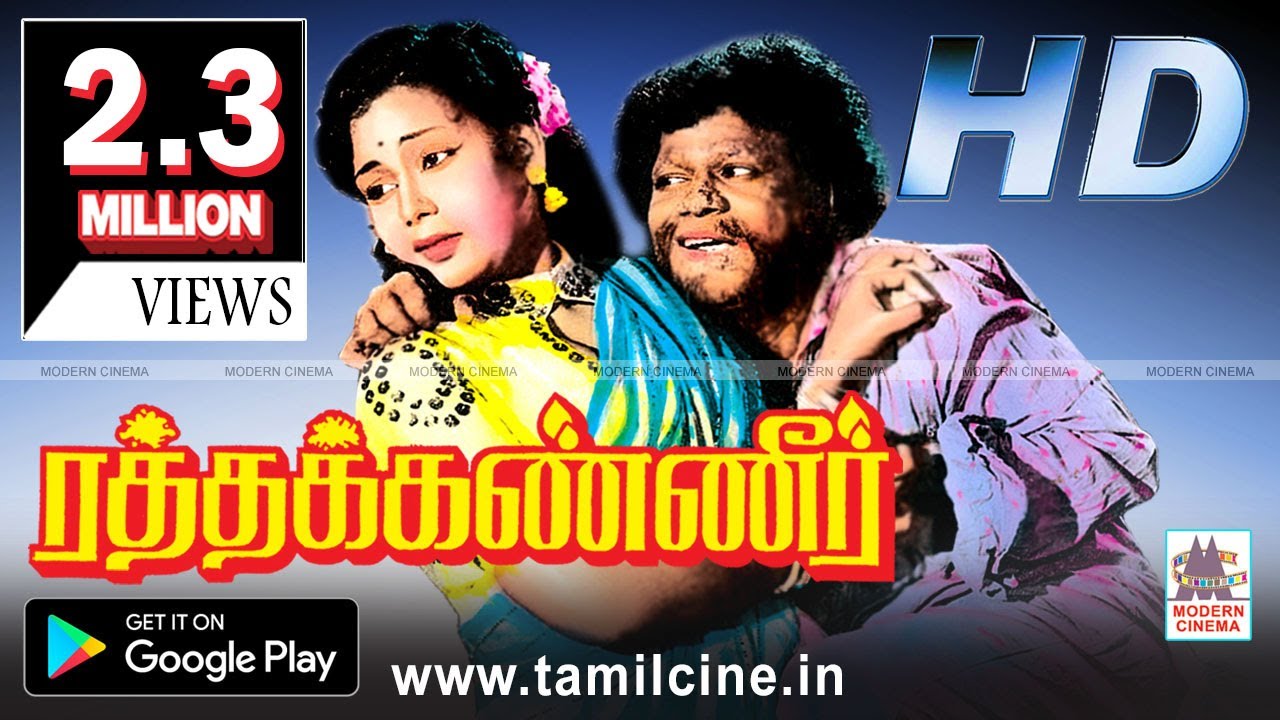 2.3
MILLION
VIEWS
HD
MODERN CINEMA MODERN CINEMA MODERN CINEMA MODERN CINEMA MODERN CINEMA MODERN CINEMA MODERN CINEMA
ரத்தக்கண்ணீர்
GET IT ON
Google Play
www.tamilcine.in
MODERN
CINEMA